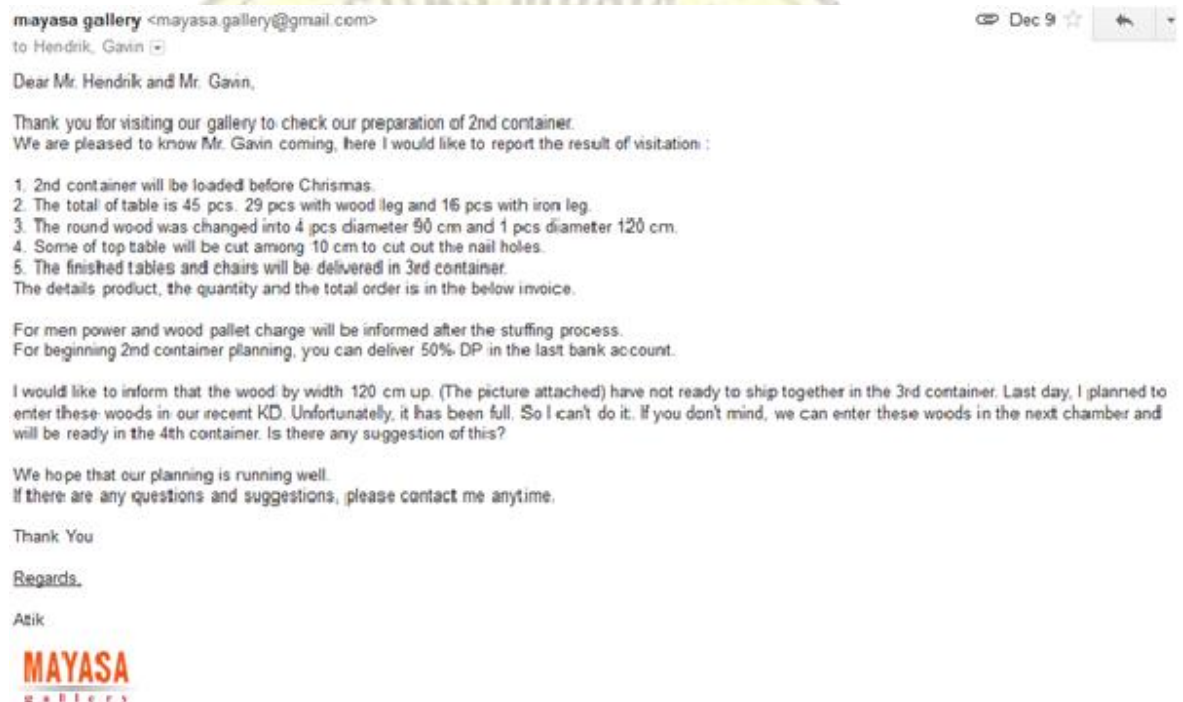 mayasa gallery <mayasa.gallery@gmail.com>
Dec 9
to Hendrik, Gavin
Dear Mr. Hendrik and Mr. Gavin,
Thank you for visiting our gallery to check our preparation of 2nd container.
We are pleased to know Mr. Gavin coming, here I would like to report the result of visitation :
1. 2nd container will be loaded before Chrismas.
2. The total of table is 45 pcs. 29 pcs with wood leg and 16 pcs with iron leg.
3. The round wood was changed into 4 pcs diameter 90 cm and 1 pcs diameter 120 cm.
4. Some of top table will be cut among 10 cm to cut out the nail holes.
5. The finished tables and chairs will be delivered in 3rd container.
The details product, the quantity and the total order is in the below invoice.
For men power and wood pallet charge will be informed after the stuffing process.
For beginning 2nd container planning, you can deliver 50% DP in the last bank account.
I would like to inform that the wood by width 120 cm up. (The picture attached) have not ready to ship together in the 3rd container. Last day, I planned to
enter these woods in our recent KD. Unfortunately, it has been full. So I can't do it. If you don't mind, we can enter these woods in the next chamber and
will be ready in the 4th container. Is there any suggestion of this?
We hope that our planning is running well.
If there are any questions and suggestions, please contact me anytime.
Thank You
Regards,
Atik
MAYASA
gallery